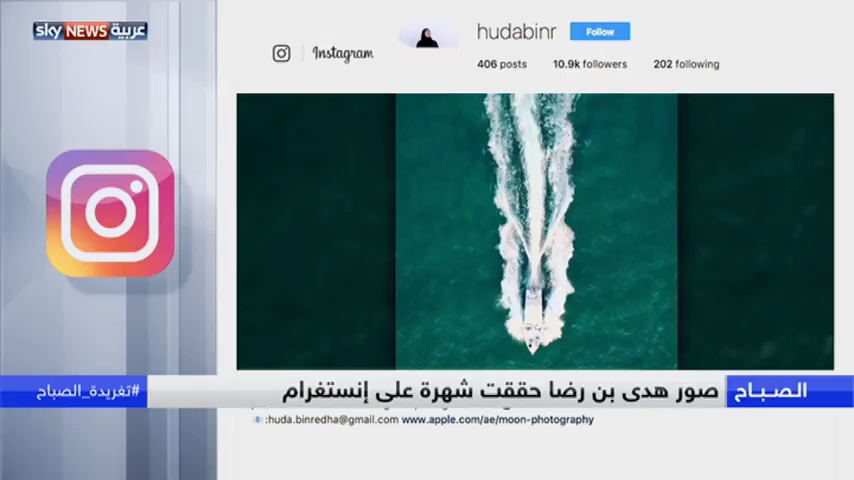 sky NEWS عربية
Instagram
hudabinr
Follow
406 posts 10.9k followers 202 following
الصباح
صور هدى بن رضا حققت شهرة على إنستغرام
#تغريدة_الصباح
:huda.binredha@gmail.com www.apple.com/ae/moon-photography